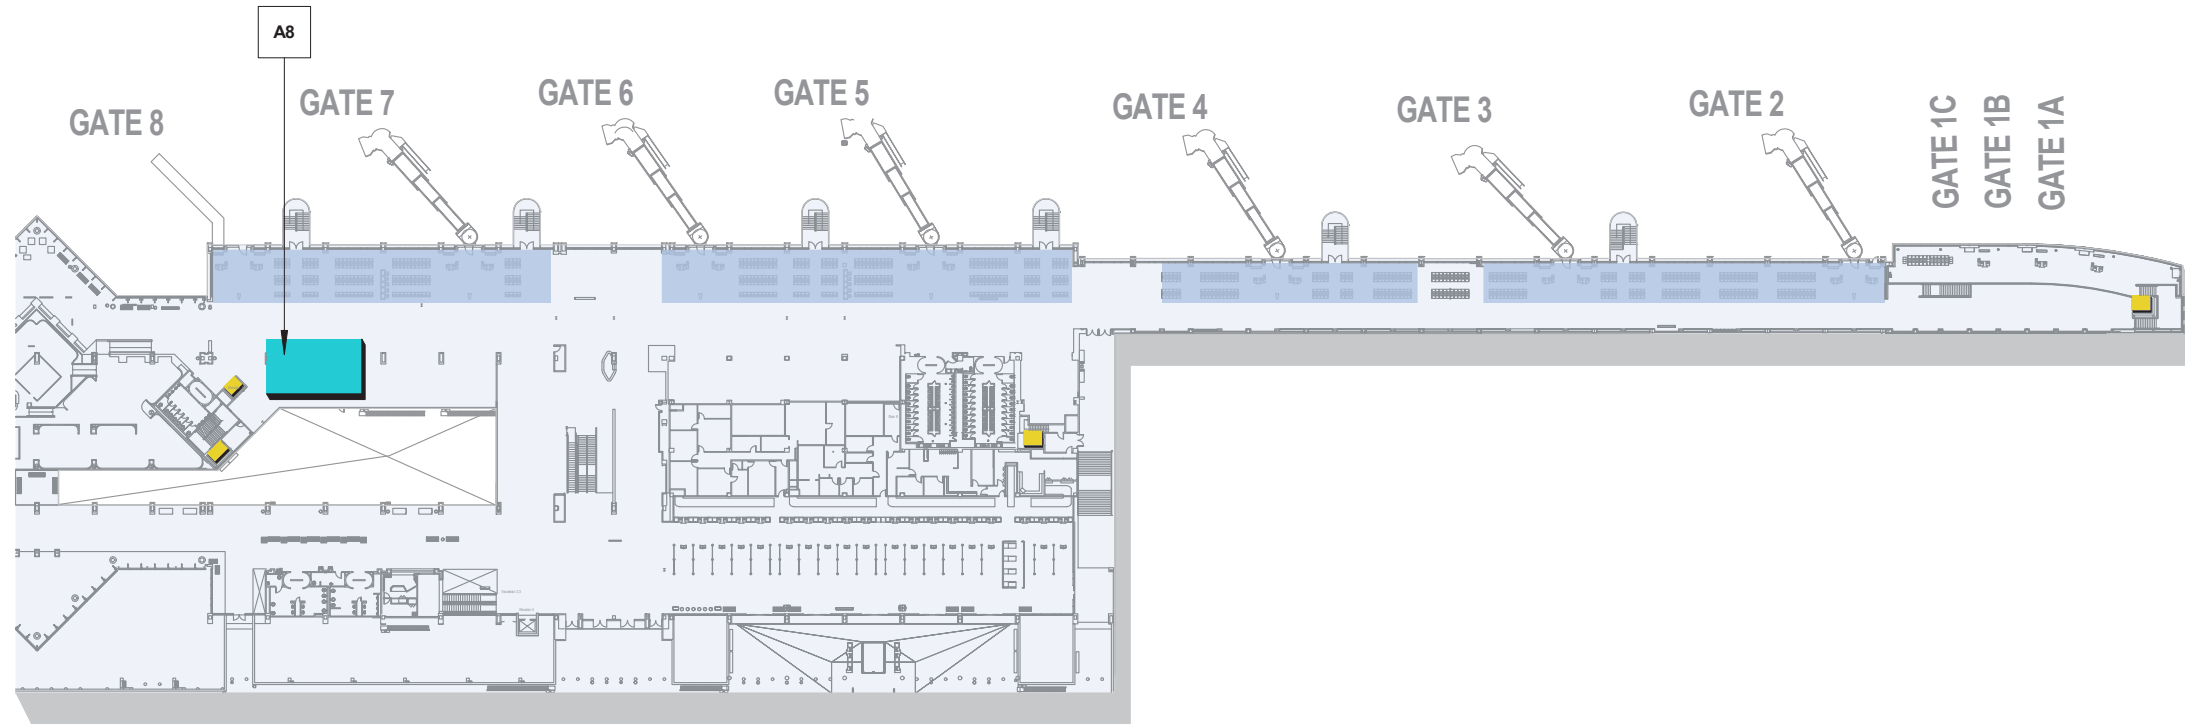 A8
GATE 8
GATE 7
GATE 6
GATE 5
GATE 4
GATE 3
GATE 2
GATE 1C
GATE 1B
GATE 1A